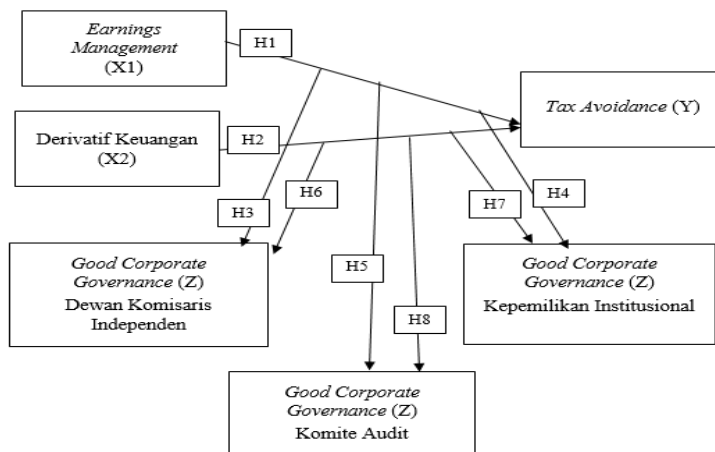 Earnings
Management
(X1)
H1
Tax Avoidance (Y)
Derivatif Keuangan
(X2)
H2
H3
H6
H7
H4
H5
H8
Good Corporate
Governance (Z)
Dewan Komisaris
Independen
Good Corporate
Governance (Z)
Kepemilikan Institusional
Good Corporate
Governance (Z)
Komite Audit